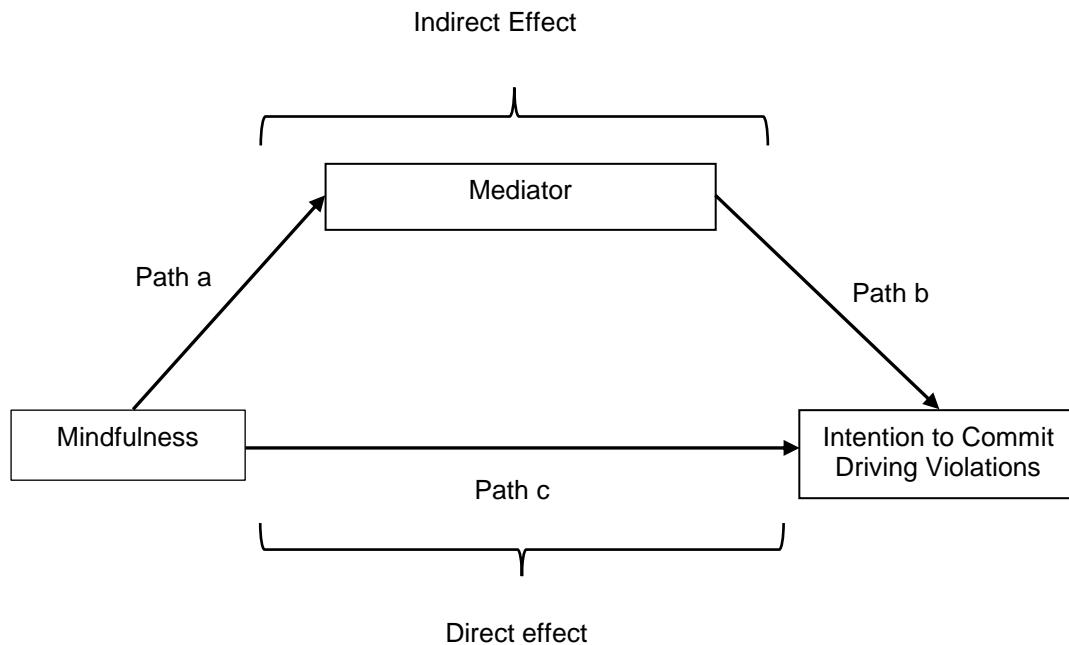 Indirect Effect
Mediator
Path a
Path b
Mindfulness
Intention to Commit
Driving Violations
Path c
Direct effect